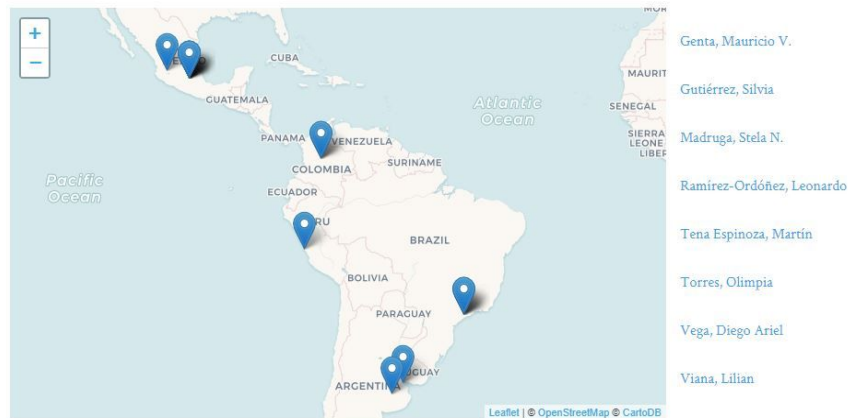 +
−
CUBA
GUATEMALA
PANAMA
VENEZUELA
COLOMBIA
SURINAME
ECUADOR
BRAZIL
BOLIVIA
PARAGUAY
Atlantic
Ocean
Pacific
Ocean
SENEGAL
SIERRA
LEONE
Leaflet | © OpenStreetMap © CartoDB
Genta, Mauricio V.
Gutiérrez, Silvia
Madruga, Stela N.
Ramírez-Ordóñez, Leonardo
Tena Espinoza, Martín
Torres, Olimpia
Vega, Diego Ariel
Viana, Lilian